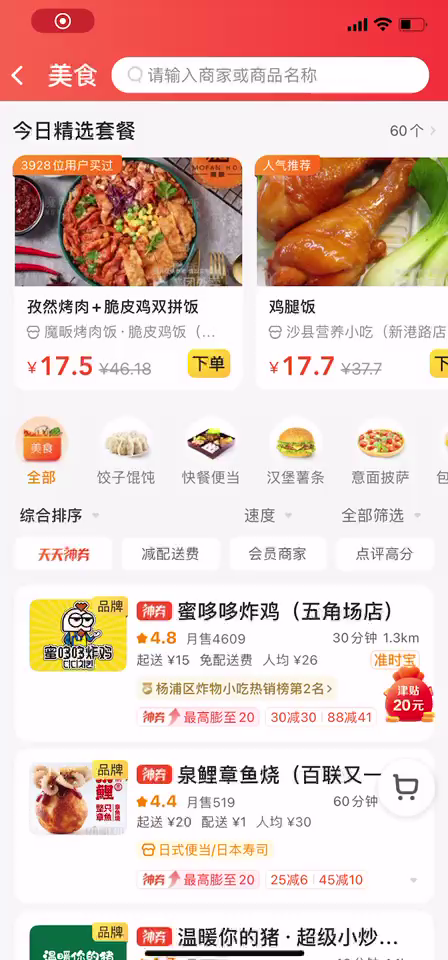 美食
请输入商家或商品名称
今日精选套餐
60个
3928位用户买过
MOFAN
人气推荐
孜然烤肉+脆皮鸡双拼饭
鸡腿饭
魔畈烤肉饭·脆皮鸡饭（...
沙县营养小吃（新港路店
¥17.5 ¥46.18
下单
¥17.7 ¥37.7
美食
全部
饺子馄饨
快餐便当
汉堡薯条
意面披萨
综合排序
速度
全部筛选
天天神券
减配送费
会员商家
点评高分
品牌
蜜哆哆炸鸡
神券
蜜哆哆炸鸡（五角场店）
4.8 月售4609
30分钟 1.3km
起送 ¥15 免配送费 人均 ¥26
准时宝
杨浦区炸物小吃热销榜第2名
神券 最高膨至20
30减30
88减41
津贴
20元
品牌
神券
泉鲤章鱼烧（百联又一
4.4 月售519
60分钟
起送 ¥20 配送 ¥1 人均 ¥30
日式便当/日本寿司
神券 最高膨至20
25减6
45减10
品牌
温暖你的猪
神券
温暖你的猪·超级小炒...